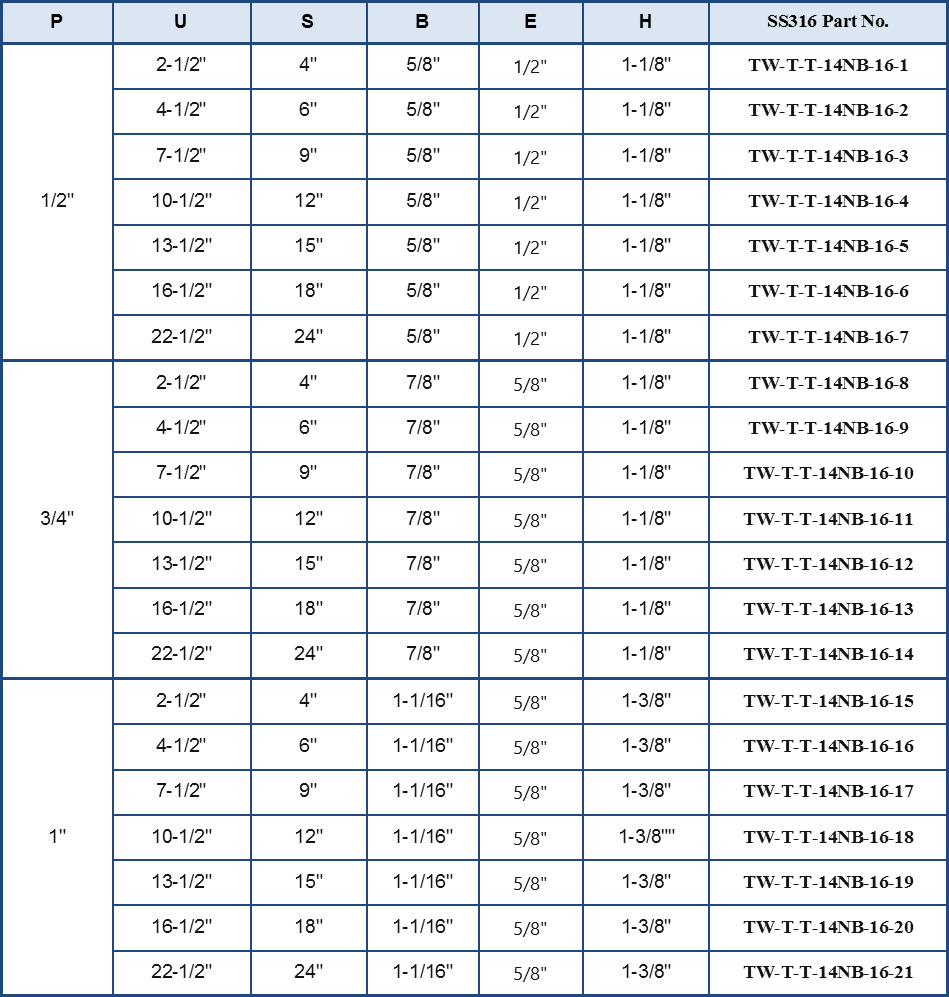 P U S B E H SS316 Part No.
2-1/2" 4" 5/8" 1/2" 1-1/8" TW-T-T-14NB-16-1
4-1/2" 6" 5/8" 1/2" 1-1/8" TW-T-T-14NB-16-2
7-1/2" 9" 5/8" 1/2" 1-1/8" TW-T-T-14NB-16-3
1/2" 10-1/2" 12" 5/8" 1/2" 1-1/8" TW-T-T-14NB-16-4
13-1/2" 15" 5/8" 1/2" 1-1/8" TW-T-T-14NB-16-5
16-1/2" 18" 5/8" 1/2" 1-1/8" TW-T-T-14NB-16-6
22-1/2" 24" 5/8" 1/2" 1-1/8" TW-T-T-14NB-16-7
2-1/2" 4" 7/8" 5/8" 1-1/8" TW-T-T-14NB-16-8
4-1/2" 6" 7/8" 5/8" 1-1/8" TW-T-T-14NB-16-9
7-1/2" 9" 7/8" 5/8" 1-1/8" TW-T-T-14NB-16-10
3/4" 10-1/2" 12" 7/8" 5/8" 1-1/8" TW-T-T-14NB-16-11
13-1/2" 15" 7/8" 5/8" 1-1/8" TW-T-T-14NB-16-12
16-1/2" 18" 7/8" 5/8" 1-1/8" TW-T-T-14NB-16-13
22-1/2" 24" 7/8" 5/8" 1-1/8" TW-T-T-14NB-16-14
2-1/2" 4" 1-1/16" 5/8" 1-3/8" TW-T-T-14NB-16-15
4-1/2" 6" 1-1/16" 5/8" 1-3/8" TW-T-T-14NB-16-16
7-1/2" 9" 1-1/16" 5/8" 1-3/8" TW-T-T-14NB-16-17
1" 10-1/2" 12" 1-1/16" 5/8" 1-3/8"" TW-T-T-14NB-16-18
13-1/2" 15" 1-1/16" 5/8" 1-3/8" TW-T-T-14NB-16-19
16-1/2" 18" 1-1/16" 5/8" 1-3/8" TW-T-T-14NB-16-20
22-1/2" 24" 1-1/16" 5/8" 1-3/8" TW-T-T-14NB-16-21